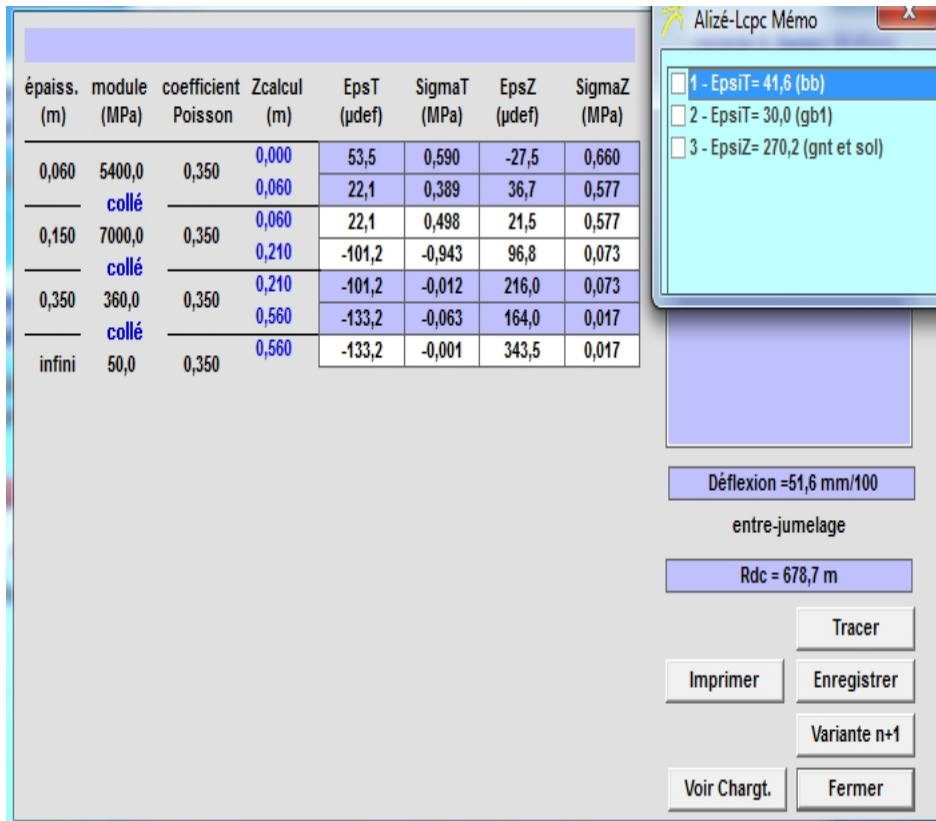 Alizé-Lcpc Mémo
X
1 - EpsiT= 41,6 (bb)
2 - EpsiT= 30,0 (gb1)
3 - EpsiZ= 270,2 (gnt et sol)
épaiss. module coefficient Zcalcul EpsT SigmaT EpsZ SigmaZ
(m) (MPa) Poisson (m) (µdef) (MPa) (µdef) (MPa)
0,000 53,5 0,590 -27,5 0,660
0,060 5400,0 0,350
0,060 22,1 0,389 36,7 0,577
collé
0,060 22,1 0,498 21,5 0,577
0,150 7000,0 0,350
0,210 -101,2 -0,943 96,8 0,073
collé
0,210 -101,2 -0,012 216,0 0,073
0,350 360,0 0,350
0,560 -133,2 -0,063 164,0 0,017
collé
0,560 -133,2 -0,001 343,5 0,017
infini 50,0 0,350
Déflexion =51,6 mm/100
entre-jumelage
Rdc = 678,7 m
Tracer
Imprimer Enregistrer
Variante n+1
Voir Chargt. Fermer